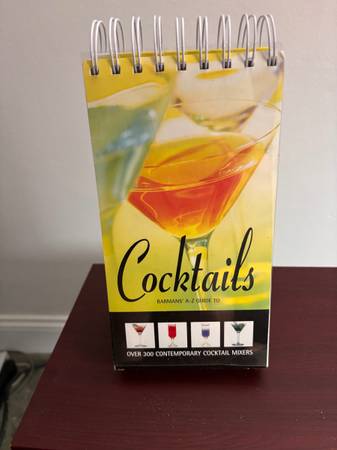 Cocktails
BARMANS' A-Z GUIDE TO
OVER 300 CONTEMPORARY COCKTAIL MIXERS